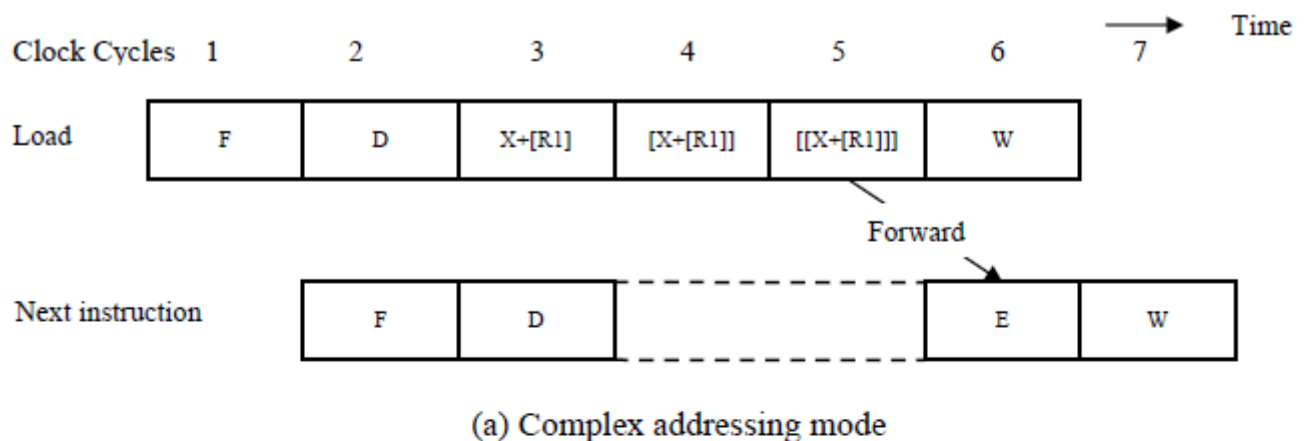 Time
Clock Cycles 1 2 3 4 5 6 7
Load F D X+[R1] [X+[R1]] [[X+[R1]]] W
Forward
Next instruction F D E W
(a) Complex addressing mode